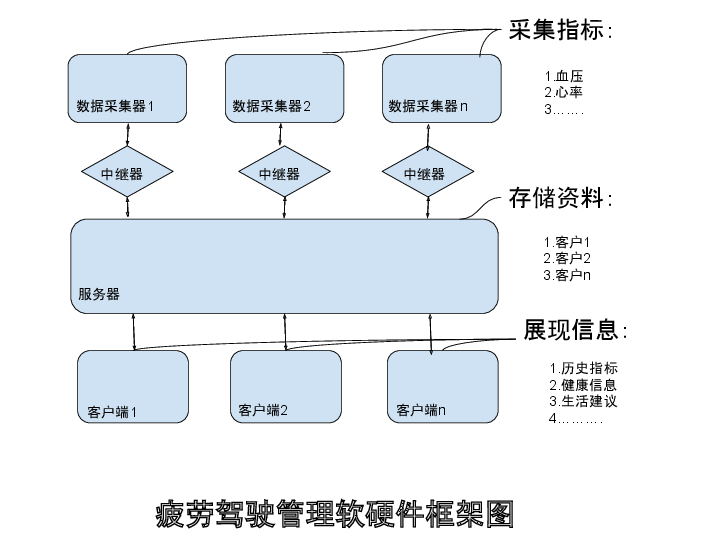 采集指标：
1.血压
2.心率
3.......
数据采集器1
数据采集器2
数据采集器n
中继器
中继器
中继器
存储资料：
1.客户1
2.客户2
3.客户n
服务器
展现信息：
1.历史指标
2.健康信息
3.生活建议
4..........
客户端1
客户端2
客户端n
疲劳驾驶管理软硬件框架图